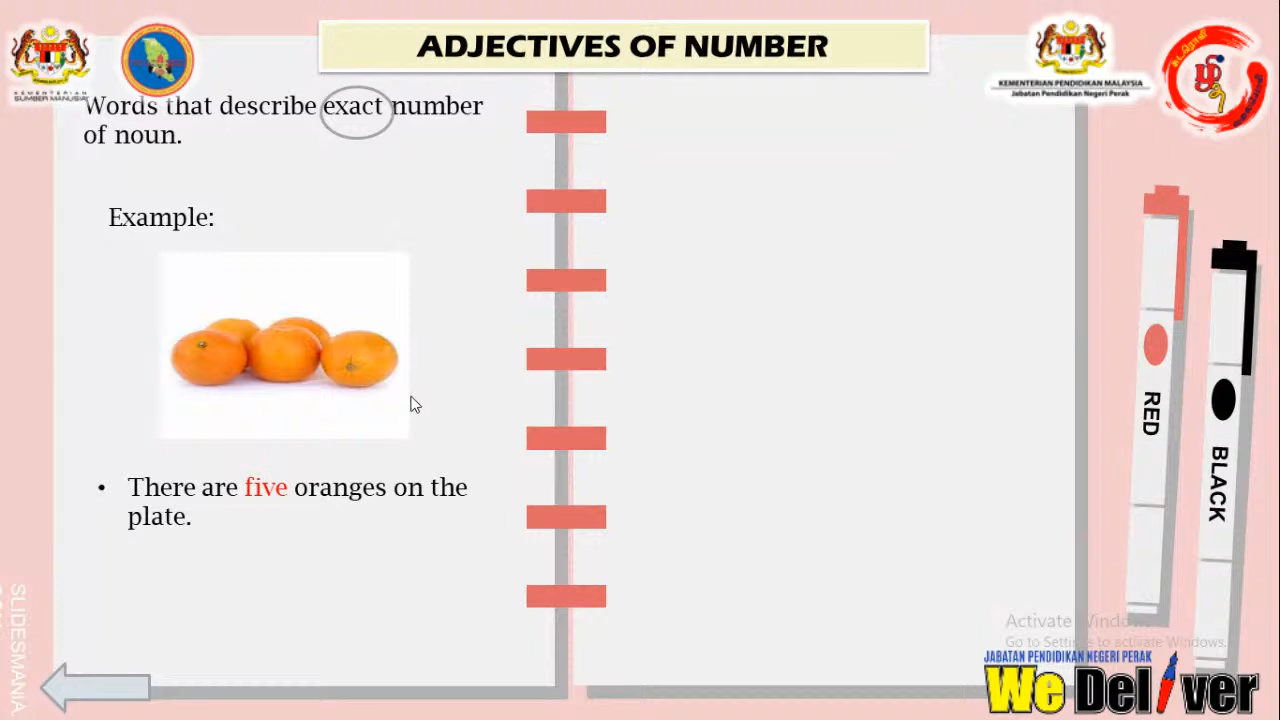 ADJECTIVES OF NUMBER
KEMENTERIAN
SUMBER MANUSIA
KEMENTERIAN PENDIDIKAN MALAYSIA
Jabatan Pendidikan Negeri Perak
Words that describe exact number
of noun.
Example:
• There are five oranges on the
plate.
RED
BLACK
SLIDESMANIA
Activate Windows
Go to Settings to activate Windows.
JABATAN PENDIDIKAN NEGERI PERAK
We Deliver